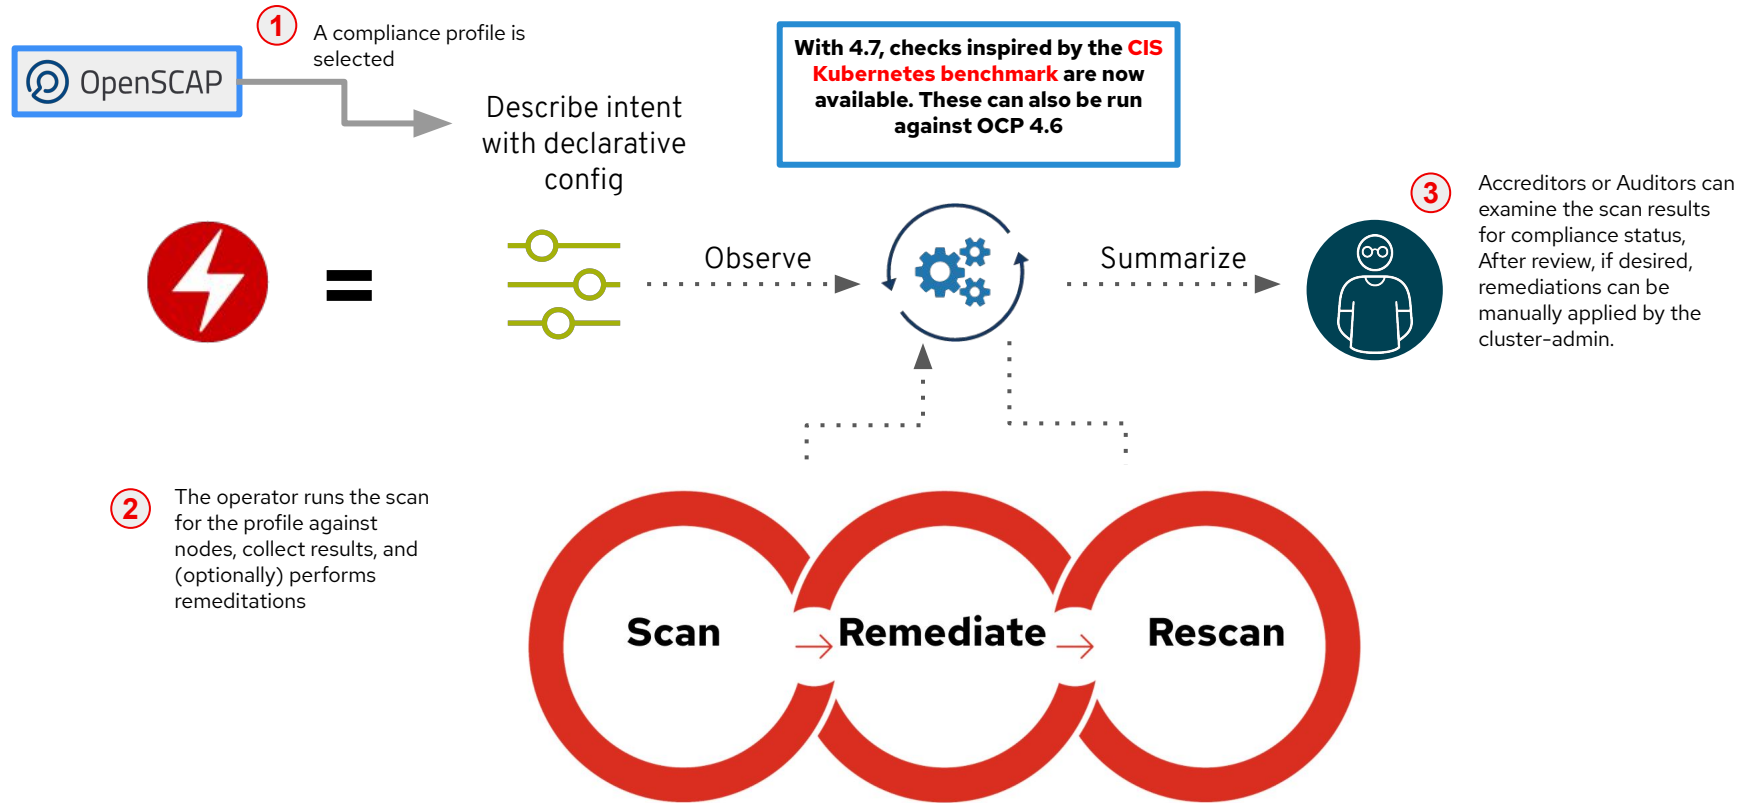 1
A compliance profile is
selected
OpenSCAP
Describe intent
with declarative
config
With 4.7, checks inspired by the CIS
Kubernetes benchmark are now
available. These can also be run
against OCP 4.6
=
Observe
Summarize
3
Accreditors or Auditors can
examine the scan results
for compliance status,
After review, if desired,
remediations can be
manually applied by the
cluster-admin.
2
The operator runs the scan
for the profile against
nodes, collect results, and
(optionally) performs
remeditations
Scan
Remediate
Rescan